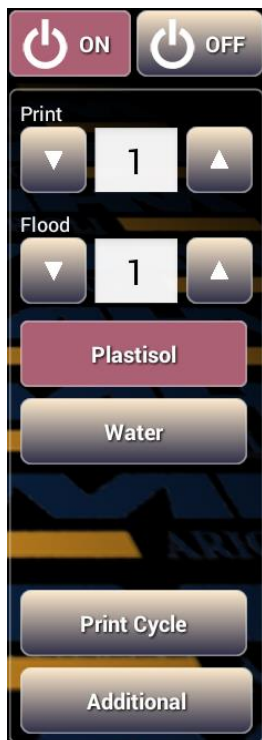 ON OFF
Print
1
Flood
1
Plastisol
Water
Print Cycle
Additional